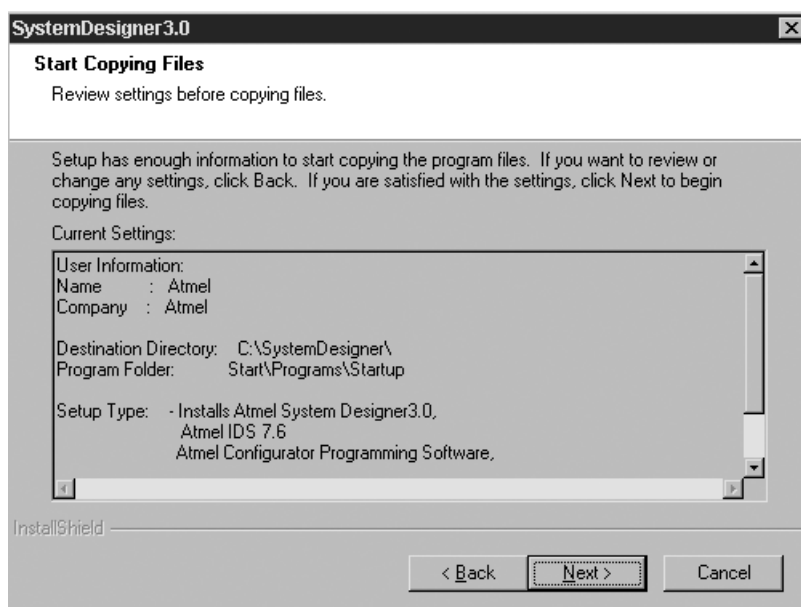 SystemDesigner3.0
Start Copying Files
Review settings before copying files.
Setup has enough information to start copying the program files. If you want to review or
change any settings, click Back. If you are satisfied with the settings, click Next to begin
copying files.
Current Settings:
User Information:
Name : Atmel
Company : Atmel
Destination Directory: C:\SystemDesigner\
Program Folder: Start\Programs\Startup
Setup Type: - Installs Atmel System Designer3.0,
Atmel IDS 7.6
Atmel Configurator Programming Software,
InstallShield
< Back Next > Cancel